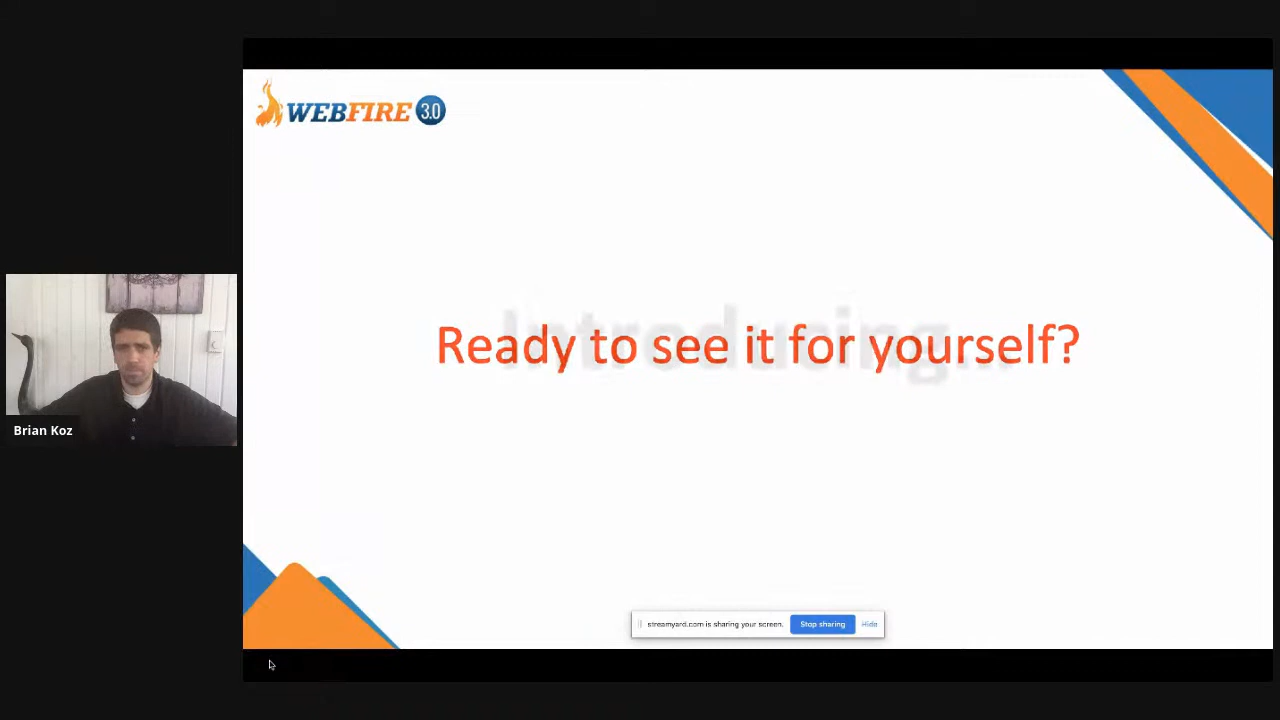 WEBFIRE 3.0
Introducing...
Ready to see it for yourself?
Brian Koz
streamyard.com is sharing your screen. Stop sharing Hide